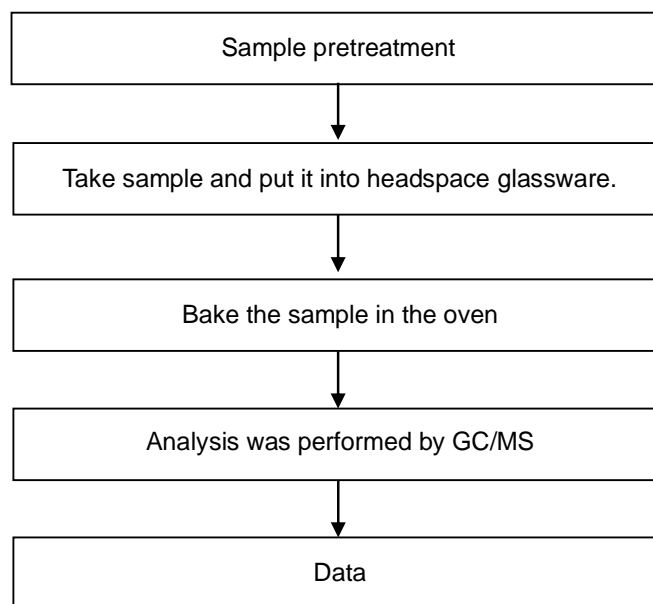 Sample pretreatment
Take sample and put it into headspace glassware.
Bake the sample in the oven
Analysis was performed by GC/MS
Data